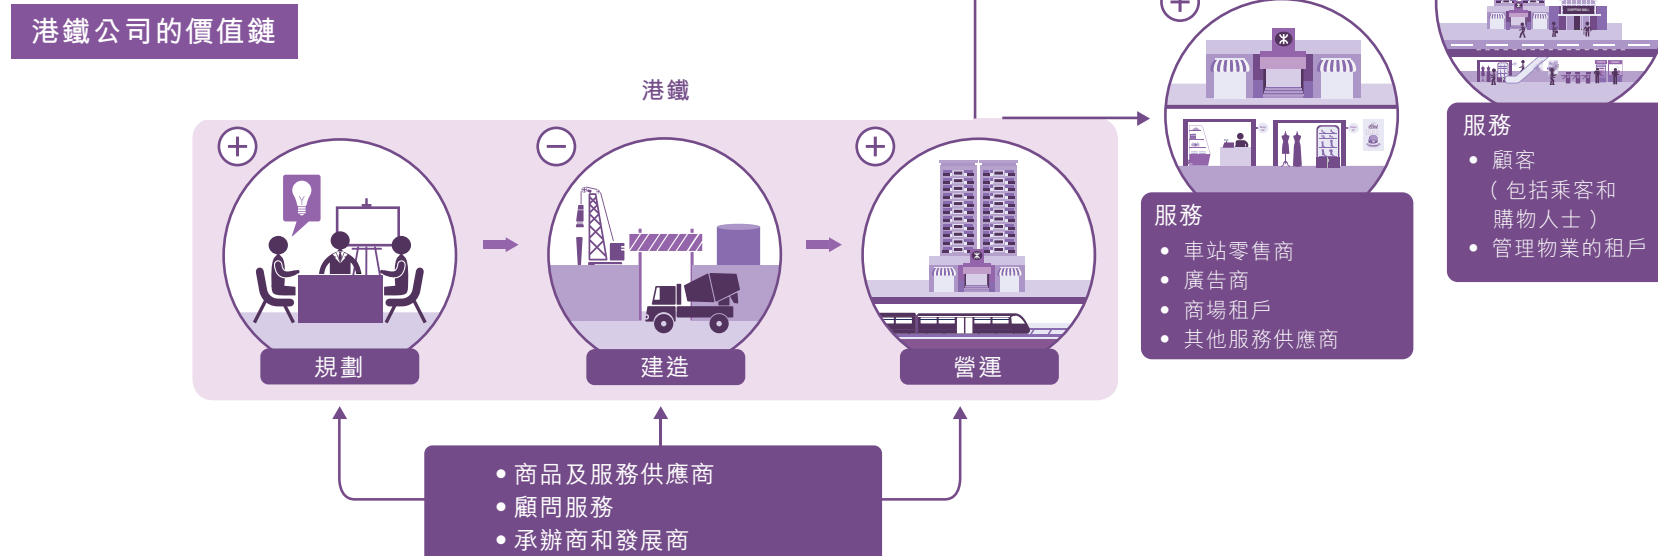 港鐵公司的價值鏈
港鐵
規劃
建造
營運
商品及服務供應商
顧問服務
承辦商和發展商
服務
車站零售商
廣告商
商場租戶
其他服務供應商
服務
顧客
（包括乘客和
購物人士）
管理物業的租戶